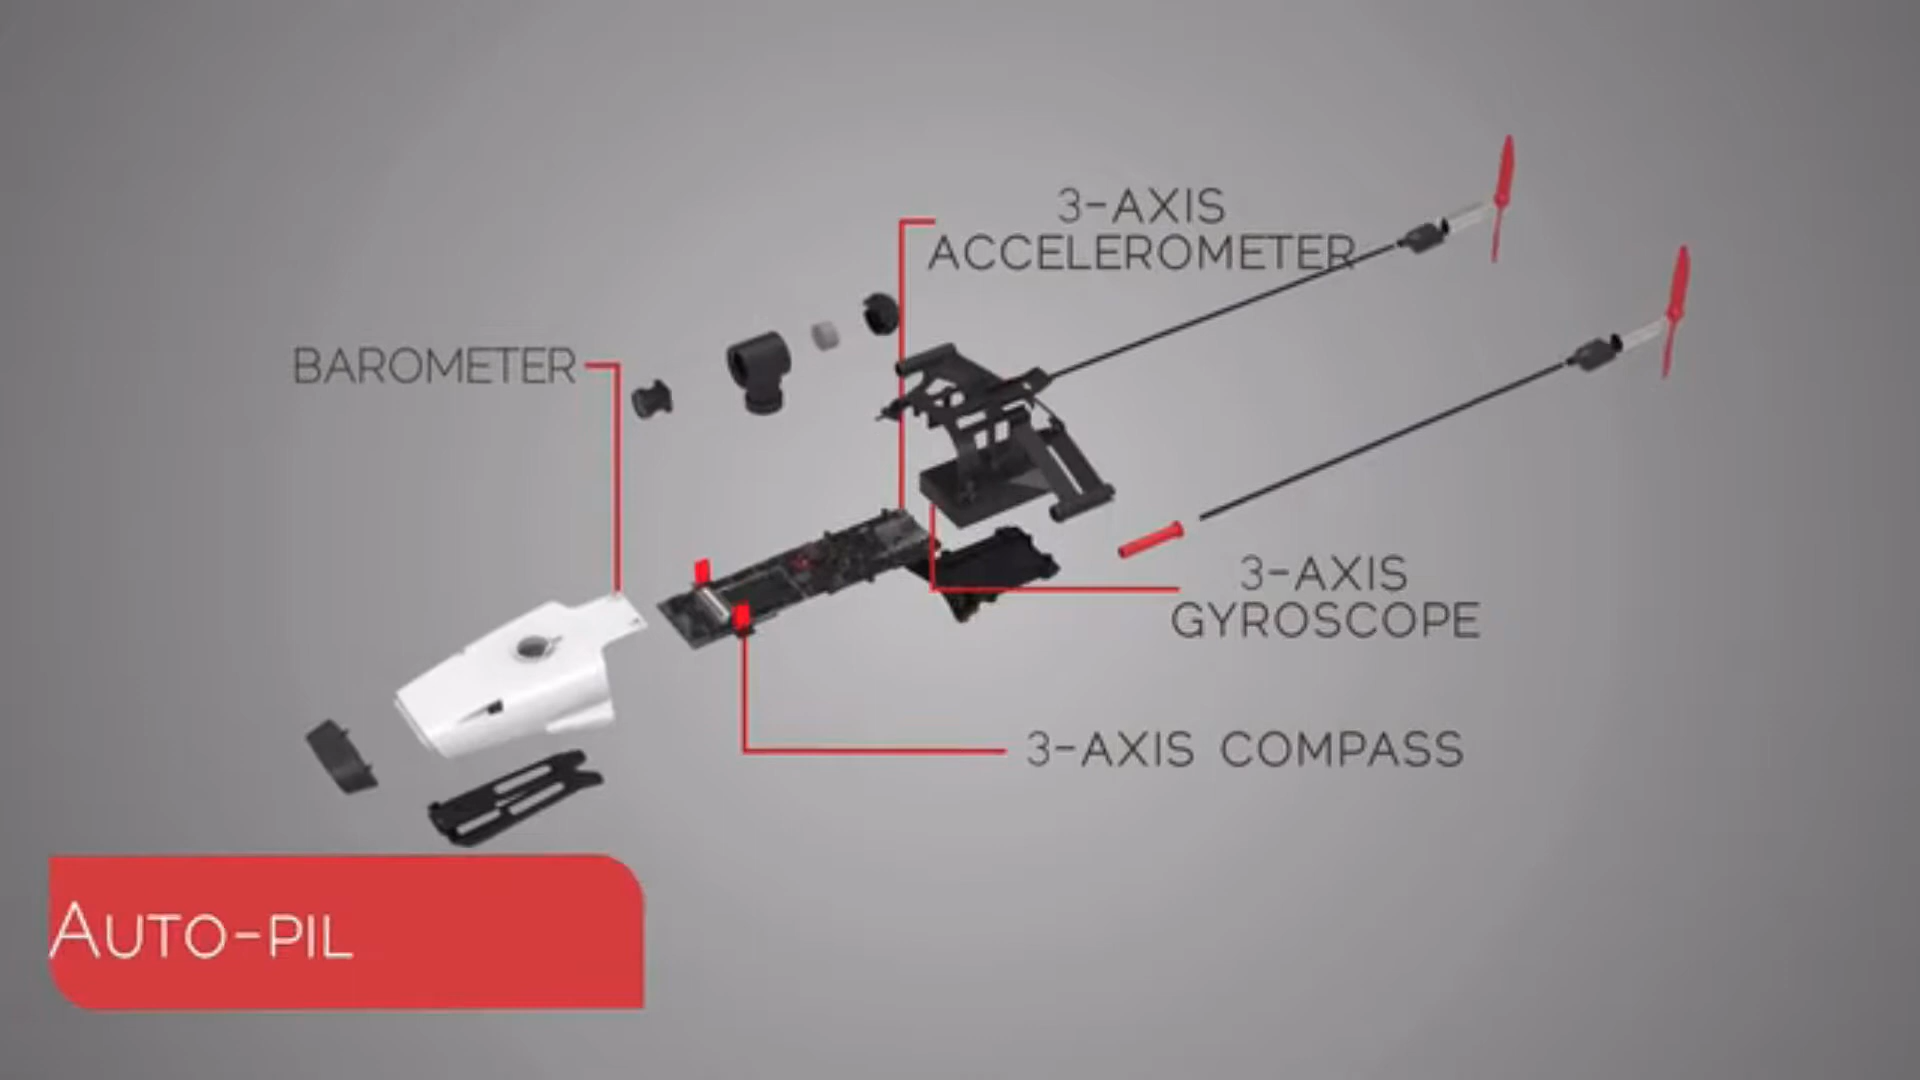 3-AXIS
ACCELEROMETER
BAROMETER
3-AXIS
GYROSCOPE
3-AXIS COMPASS
AUTO-PIL